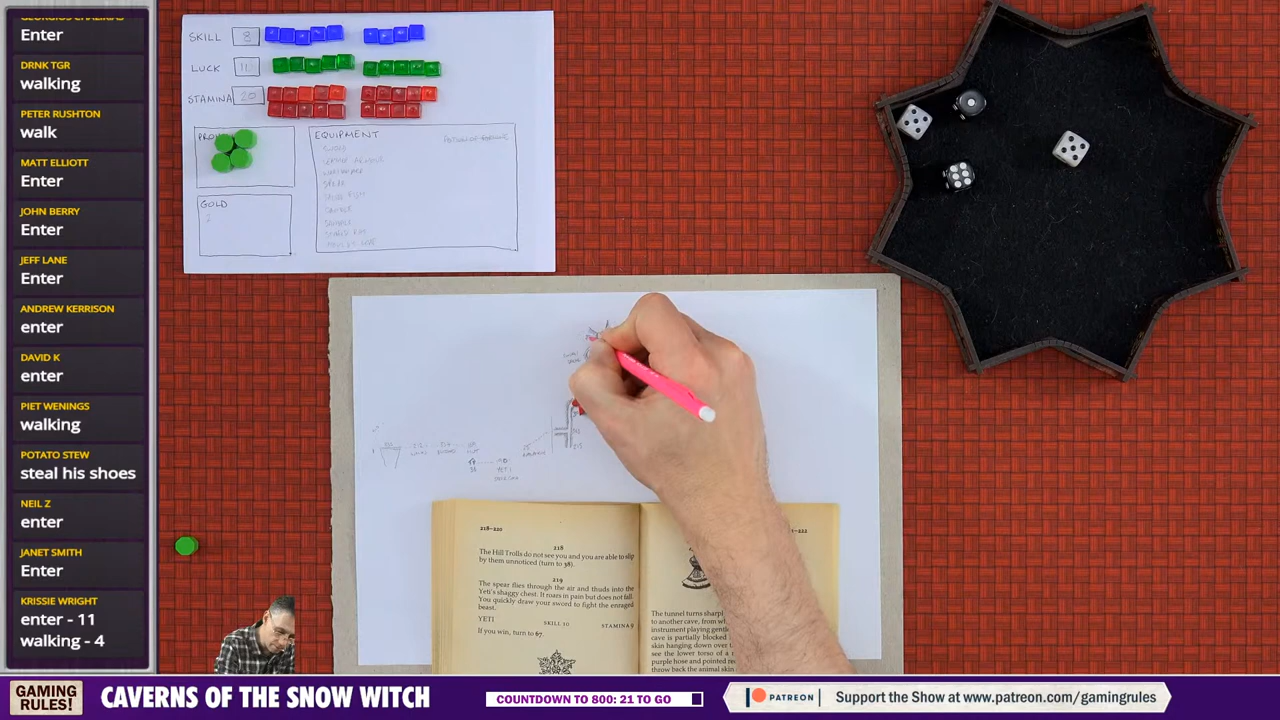 GEORGIOS CHALIKIAS
Enter
DRNK TGR
walking
PETER RUSHTON
walk
MATT ELLIOTT
Enter
JOHN BERRY
Enter
JEFF LANE
Enter
ANDREW KERRISON
enter
DAVID K
enter
PIET WENINGS
walking
POTATO STEW
steal his shoes
NEIL Z
enter
JANET SMITH
Enter
KRISSIE WRIGHT
enter - 11
walking - 4
SKILL 8
LUCK 11
STAMINA 20
EQUIPMENT
GOLD
2
218-220
218
The Hill Trolls do not see you and you are able to slip
by them unnoticed (turn to 38).
219
The spear flies through the air and thuds into the
Yeti's shaggy chest. It roars in pain but does not fall.
You quickly draw your sword to fight the enraged
beast.
YETI SKILL 10 STAMINA 9
If you win, turn to 67.
-222
The tunnel turns sharp
to another cave, from
instrument playing
cave is partially blocked
skin hanging down
see the lower torso of a
purple hose and pointed
throw back the animal skin
GAMING
RULES!
CAVERNS OF THE SNOW WITCH
COUNTDOWN TO 800: 21 TO GO
PATREON
Support the Show at www.patreon.com/gamingrules